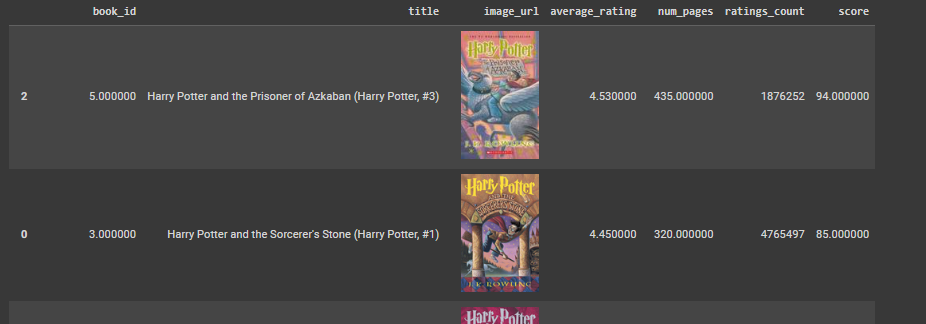 book_id title image_url average_rating num_pages ratings_count score
Harry Potter
J. K. ROWLING
2 5.000000 Harry Potter and the Prisoner of Azkaban (Harry Potter, #3) 4.530000 435.000000 1876252 94.000000
Harry Potter
J. K. ROWLING
0 3.000000 Harry Potter and the Sorcerer's Stone (Harry Potter, #1) 4.450000 320.000000 4765497 85.000000
Harry Potter